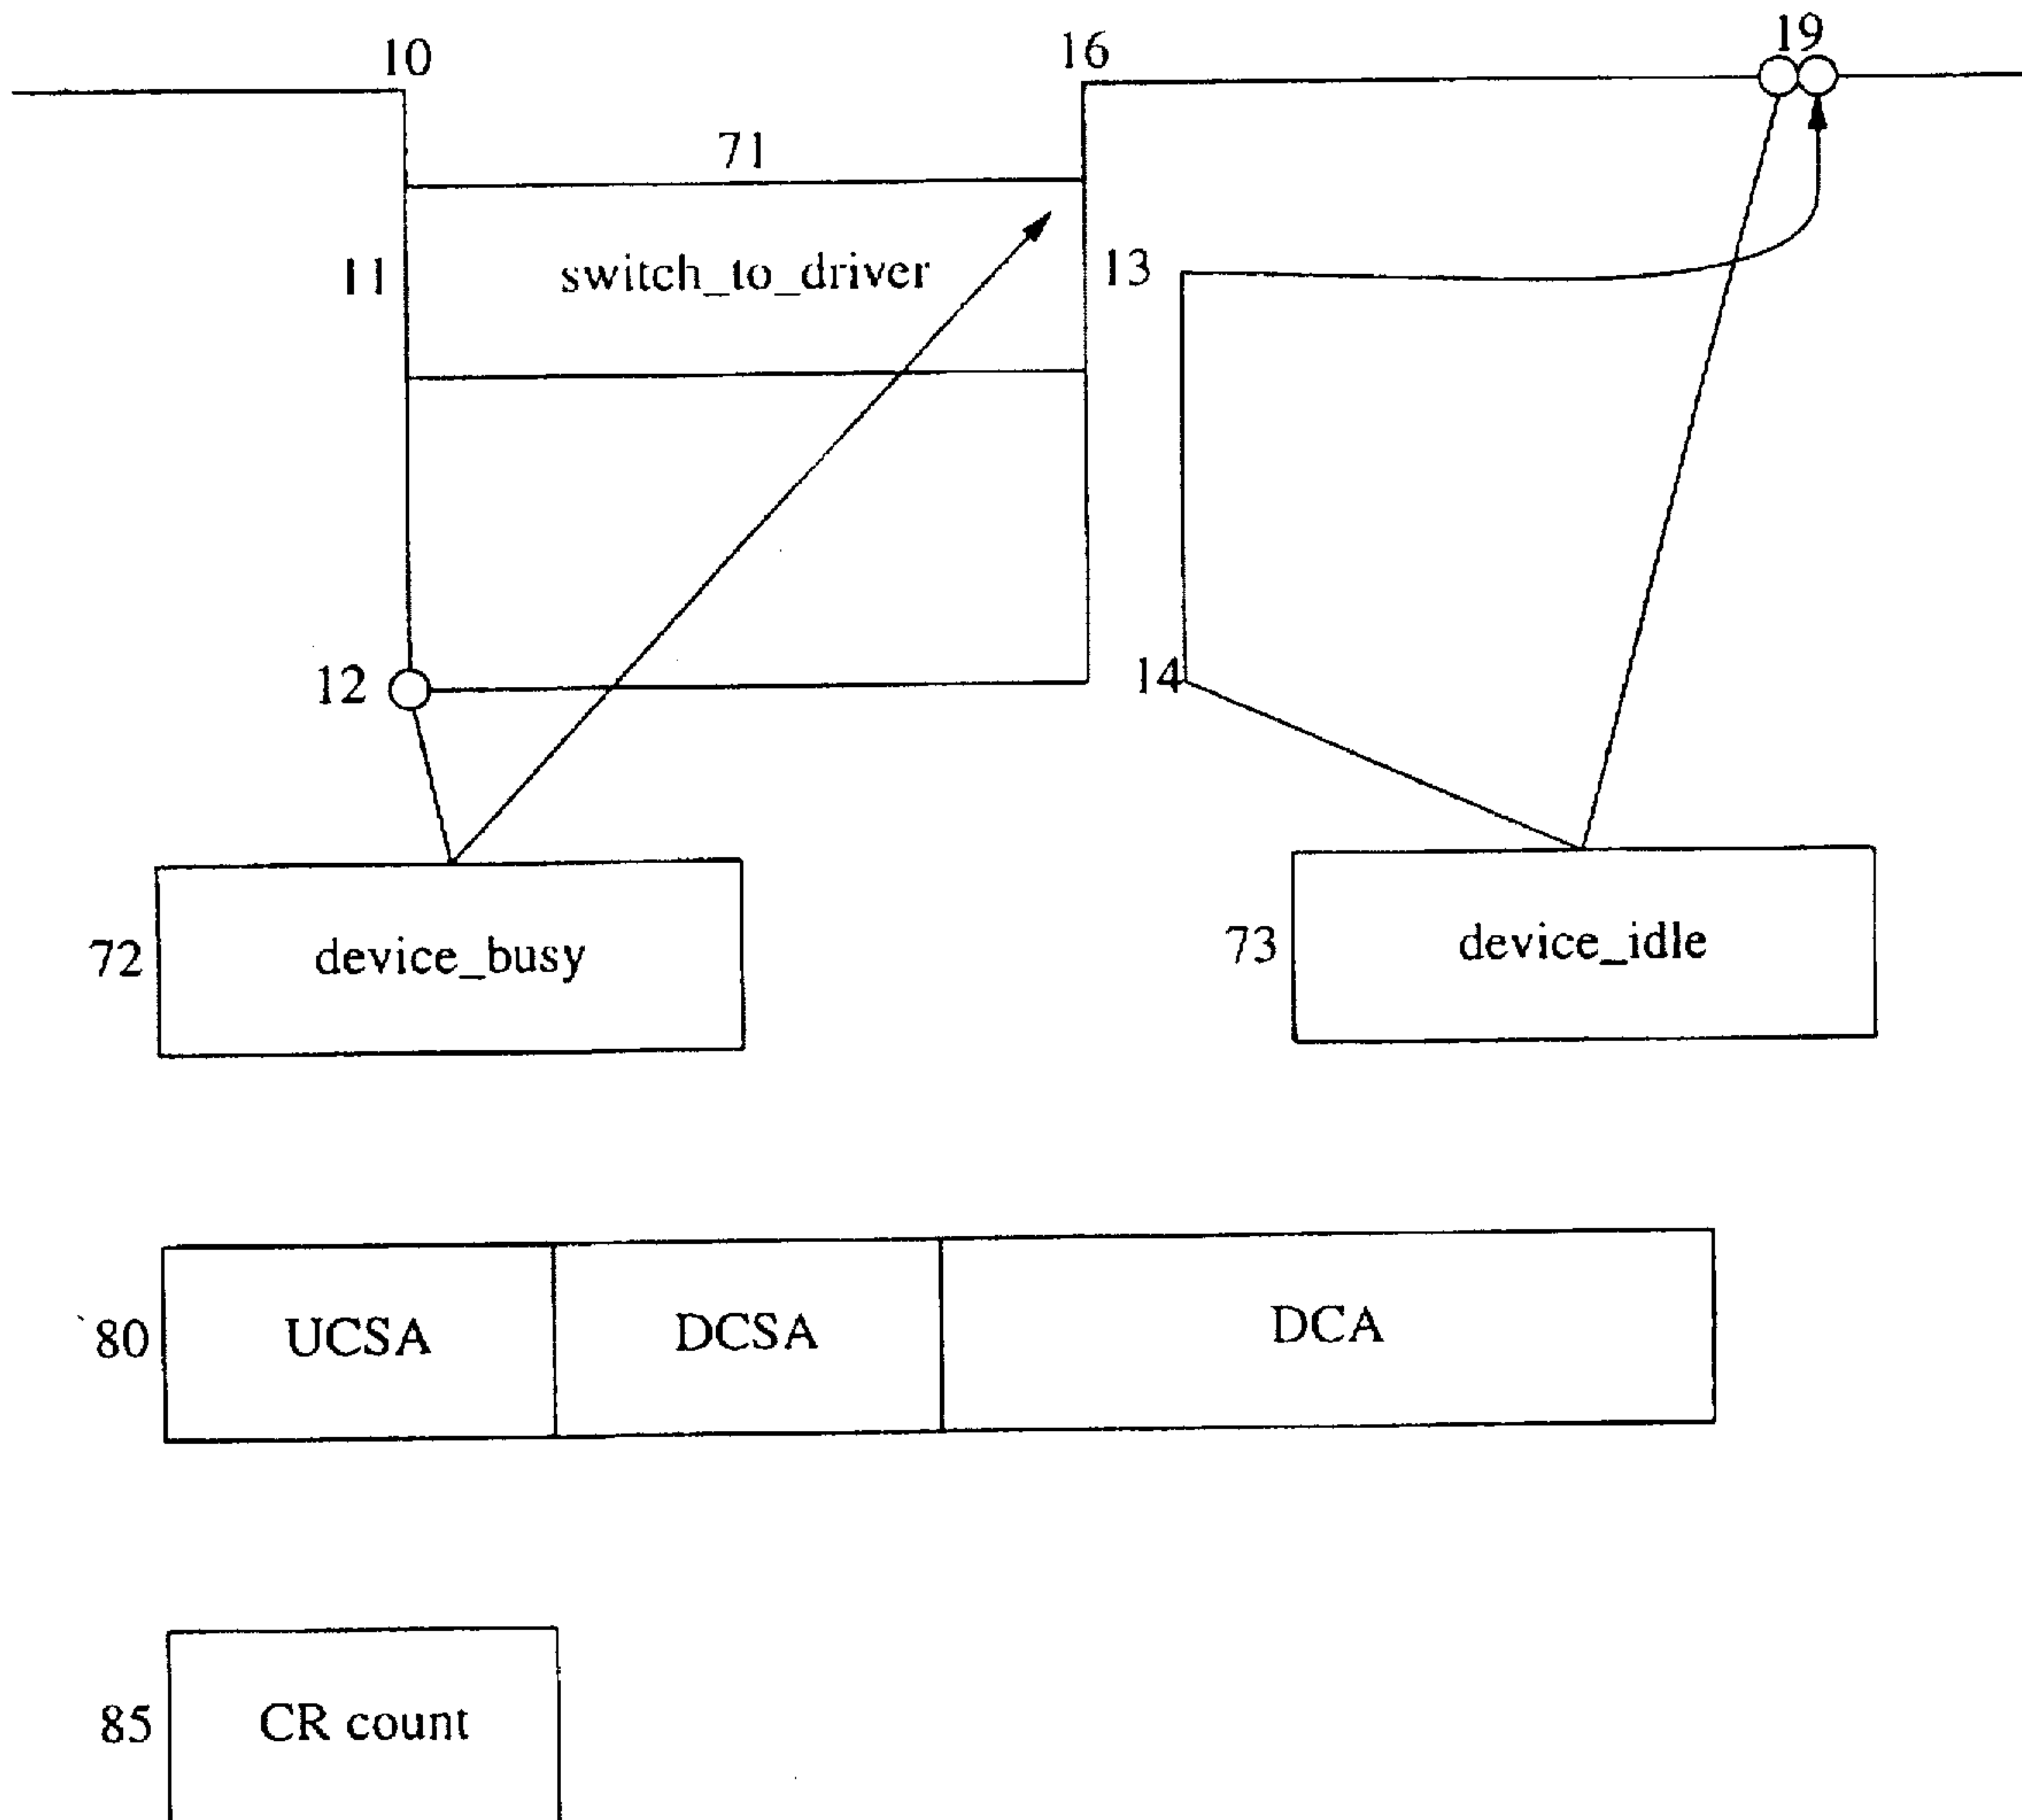 10
16
19
71
11
switch_to_driver
13
12
14
72
device_busy
73
device_idle
80
UCSA
DCSA
DCA
85
CR count